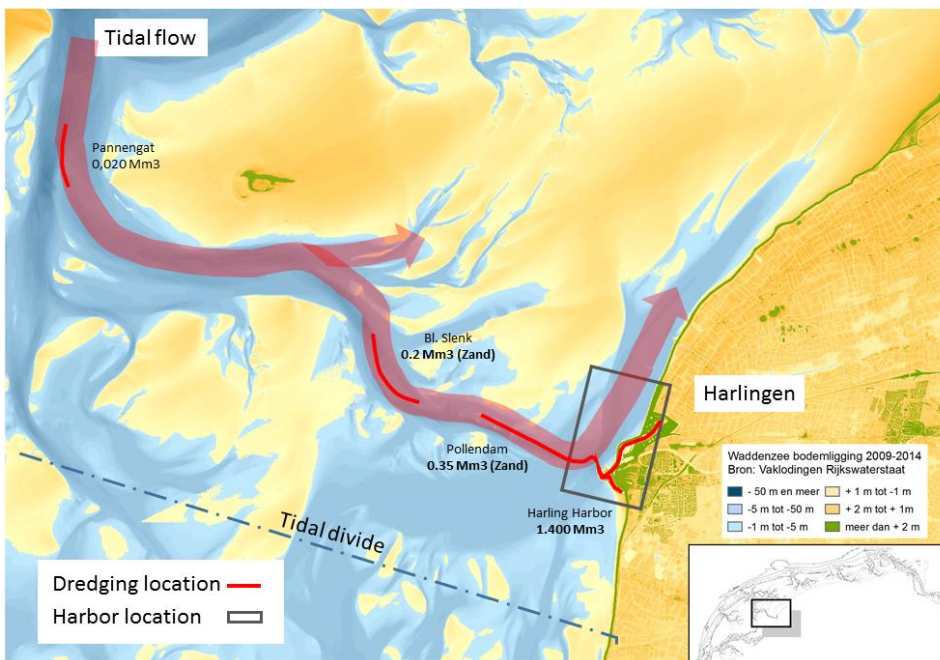 Tidal flow
Pannengat
0,020 Mm3
Bl. Slenk
0.2 Mm3 (Zand)
Harlingen
Pollendam
0.35 Mm3 (Zand)
Harling Harbor
1.400 Mm3
Tidal divide
Waddenzee bodemligging 2009-2014
Bron: Vaklodingen Rijkswaterstaat
- 50 m en meer
+ 1 m tot -1 m
-5 m tot -50 m
+ 2 m tot + 1m
-1 m tot -5 m
meer dan + 2 m
Dredging location
Harbor location